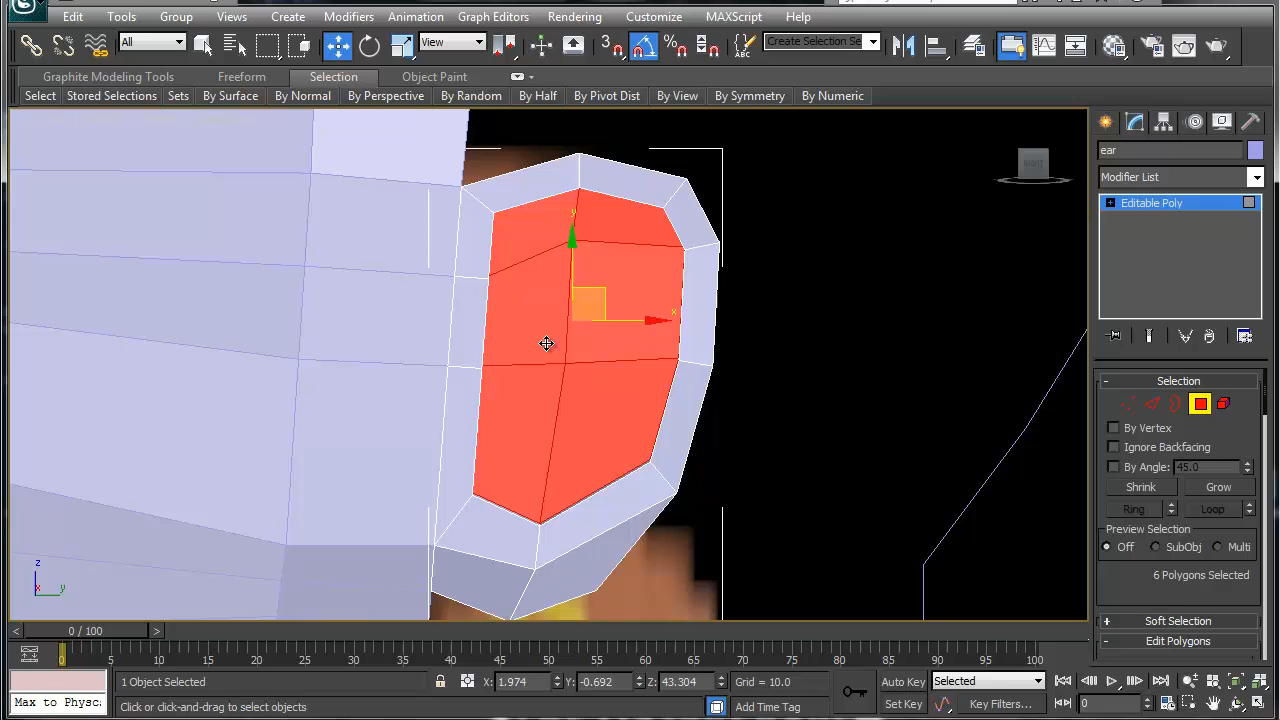 Edit Tools Group Views Create Modifiers Animation Graph Editors Rendering Customize MAXScript Help
All View 3 % ABC Create Selection Se
Graphite Modeling Tools Freeform Selection Object Paint
Select Stored Selections Sets By Surface By Normal By Perspective By Random By Half By Pivot Dist By View By Symmetry By Numeric
RIGHT
ear
Modifier List
Editable Poly
y
x
- Selection
By Vertex
Ignore Backfacing
By Angle: 45.0
Shrink Grow
Ring Loop
Preview Selection
Off SubObj Multi
6 Polygons Selected
+ Soft Selection
- Edit Polygons
z
x y
< 0 / 100 >
0 5 10 15 20 25 30 35 40 45 50 55 60 65 70 75 80 85 90 95 100
1 Object Selected X: 1.974 Y: -0.692 Z: 43.304 Grid = 10.0 Auto Key Selected
Max to Physca Click or click-and-drag to select objects Add Time Tag Set Key Key Filters... 0